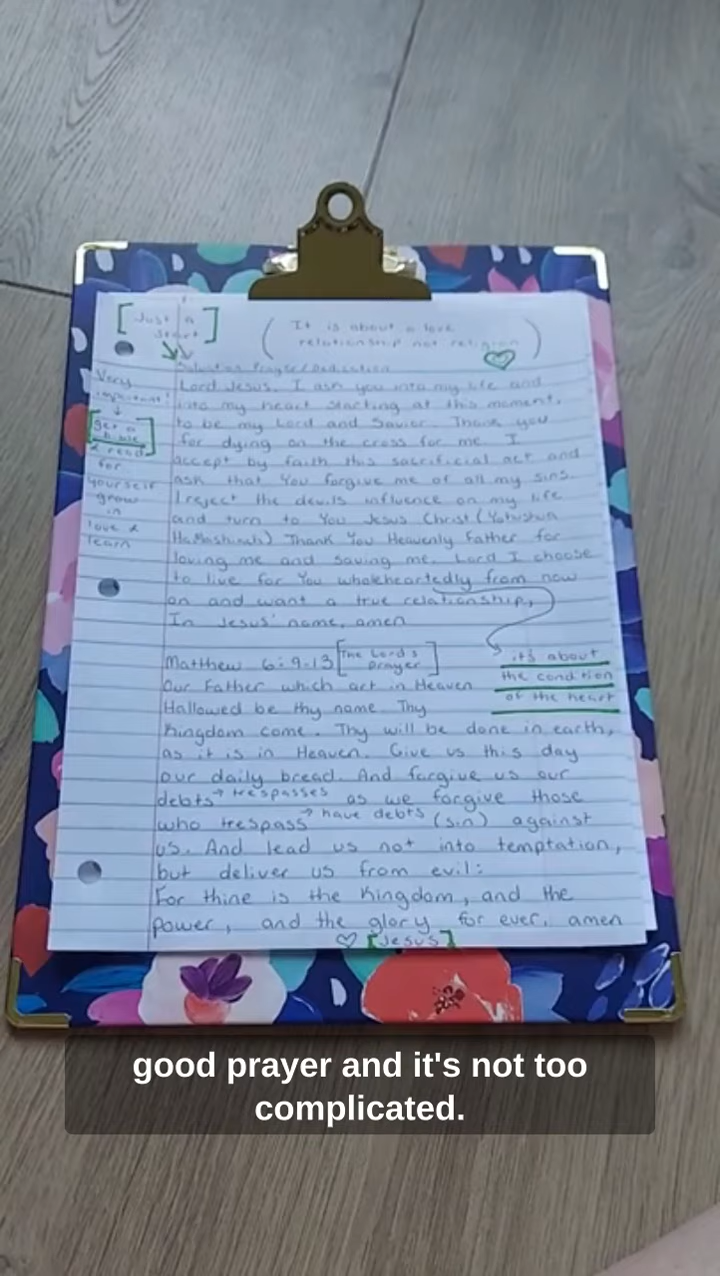 [Just a
start]
(It is about a love
relationship not religion)
Salvation Prayer/Dedication
Very
important!
get a
bible
& read
for
yourself
grow
in
love &
learn
Lord Jesus, I ask you into my life and
into my heart starting at this moment,
to be my Lord and Savior. Thank you
for dying on the cross for me. I
accept by faith this sacrificial act and
ask that You forgive me of all my sins.
I reject the devils influence on my life
and turn to You Jesus Christ (Yahushua
HaMashiach) Thank You Heavenly Father for
loving me and saving me. Lord I choose
to live for You wholeheartedly from now
on and want a true relationship,
In Jesus' name, amen
it's about
the condition
of the heart
Matthew 6:9-13 [The Lord's
Prayer]
Our Father which art in Heaven
Hallowed be thy name. Thy
Kingdom come. Thy will be done in earth,
as it is in Heaven. Give us this day
our daily bread. And forgive us our
debts → trespasses as we forgive those
who trespass → have debts (sin) against
us. And lead us not into temptation,
but deliver us from evil:
For thine is the Kingdom, and the
power, and the glory for ever. amen
♡ [Jesus]
good prayer and it's not too
complicated.